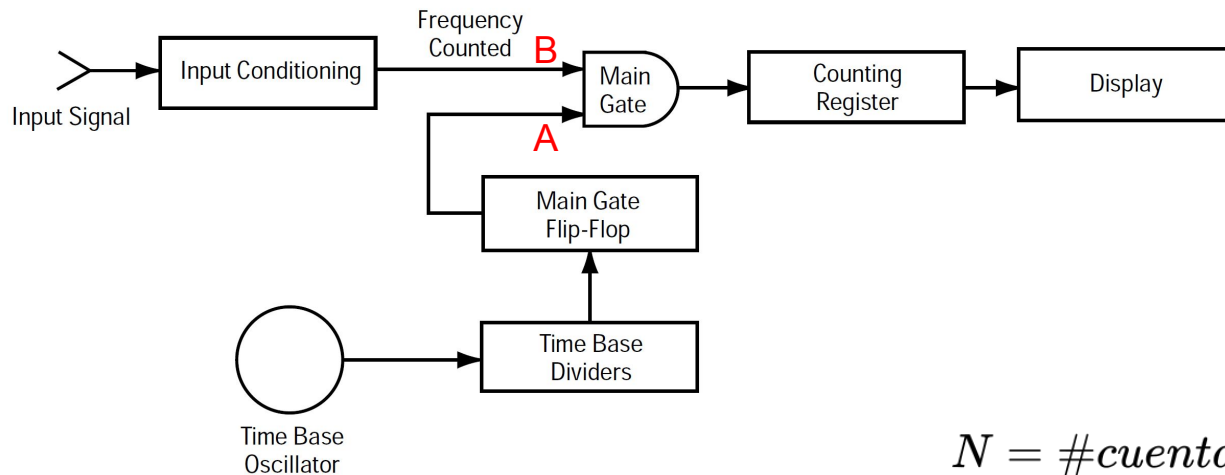 Frequency
Counted
B
Input Conditioning
Main
Gate
Counting
Register
Display
Input Signal
A
Main Gate
Flip-Flop
Time Base
Dividers
Time Base
Oscillator
N = #cuenta